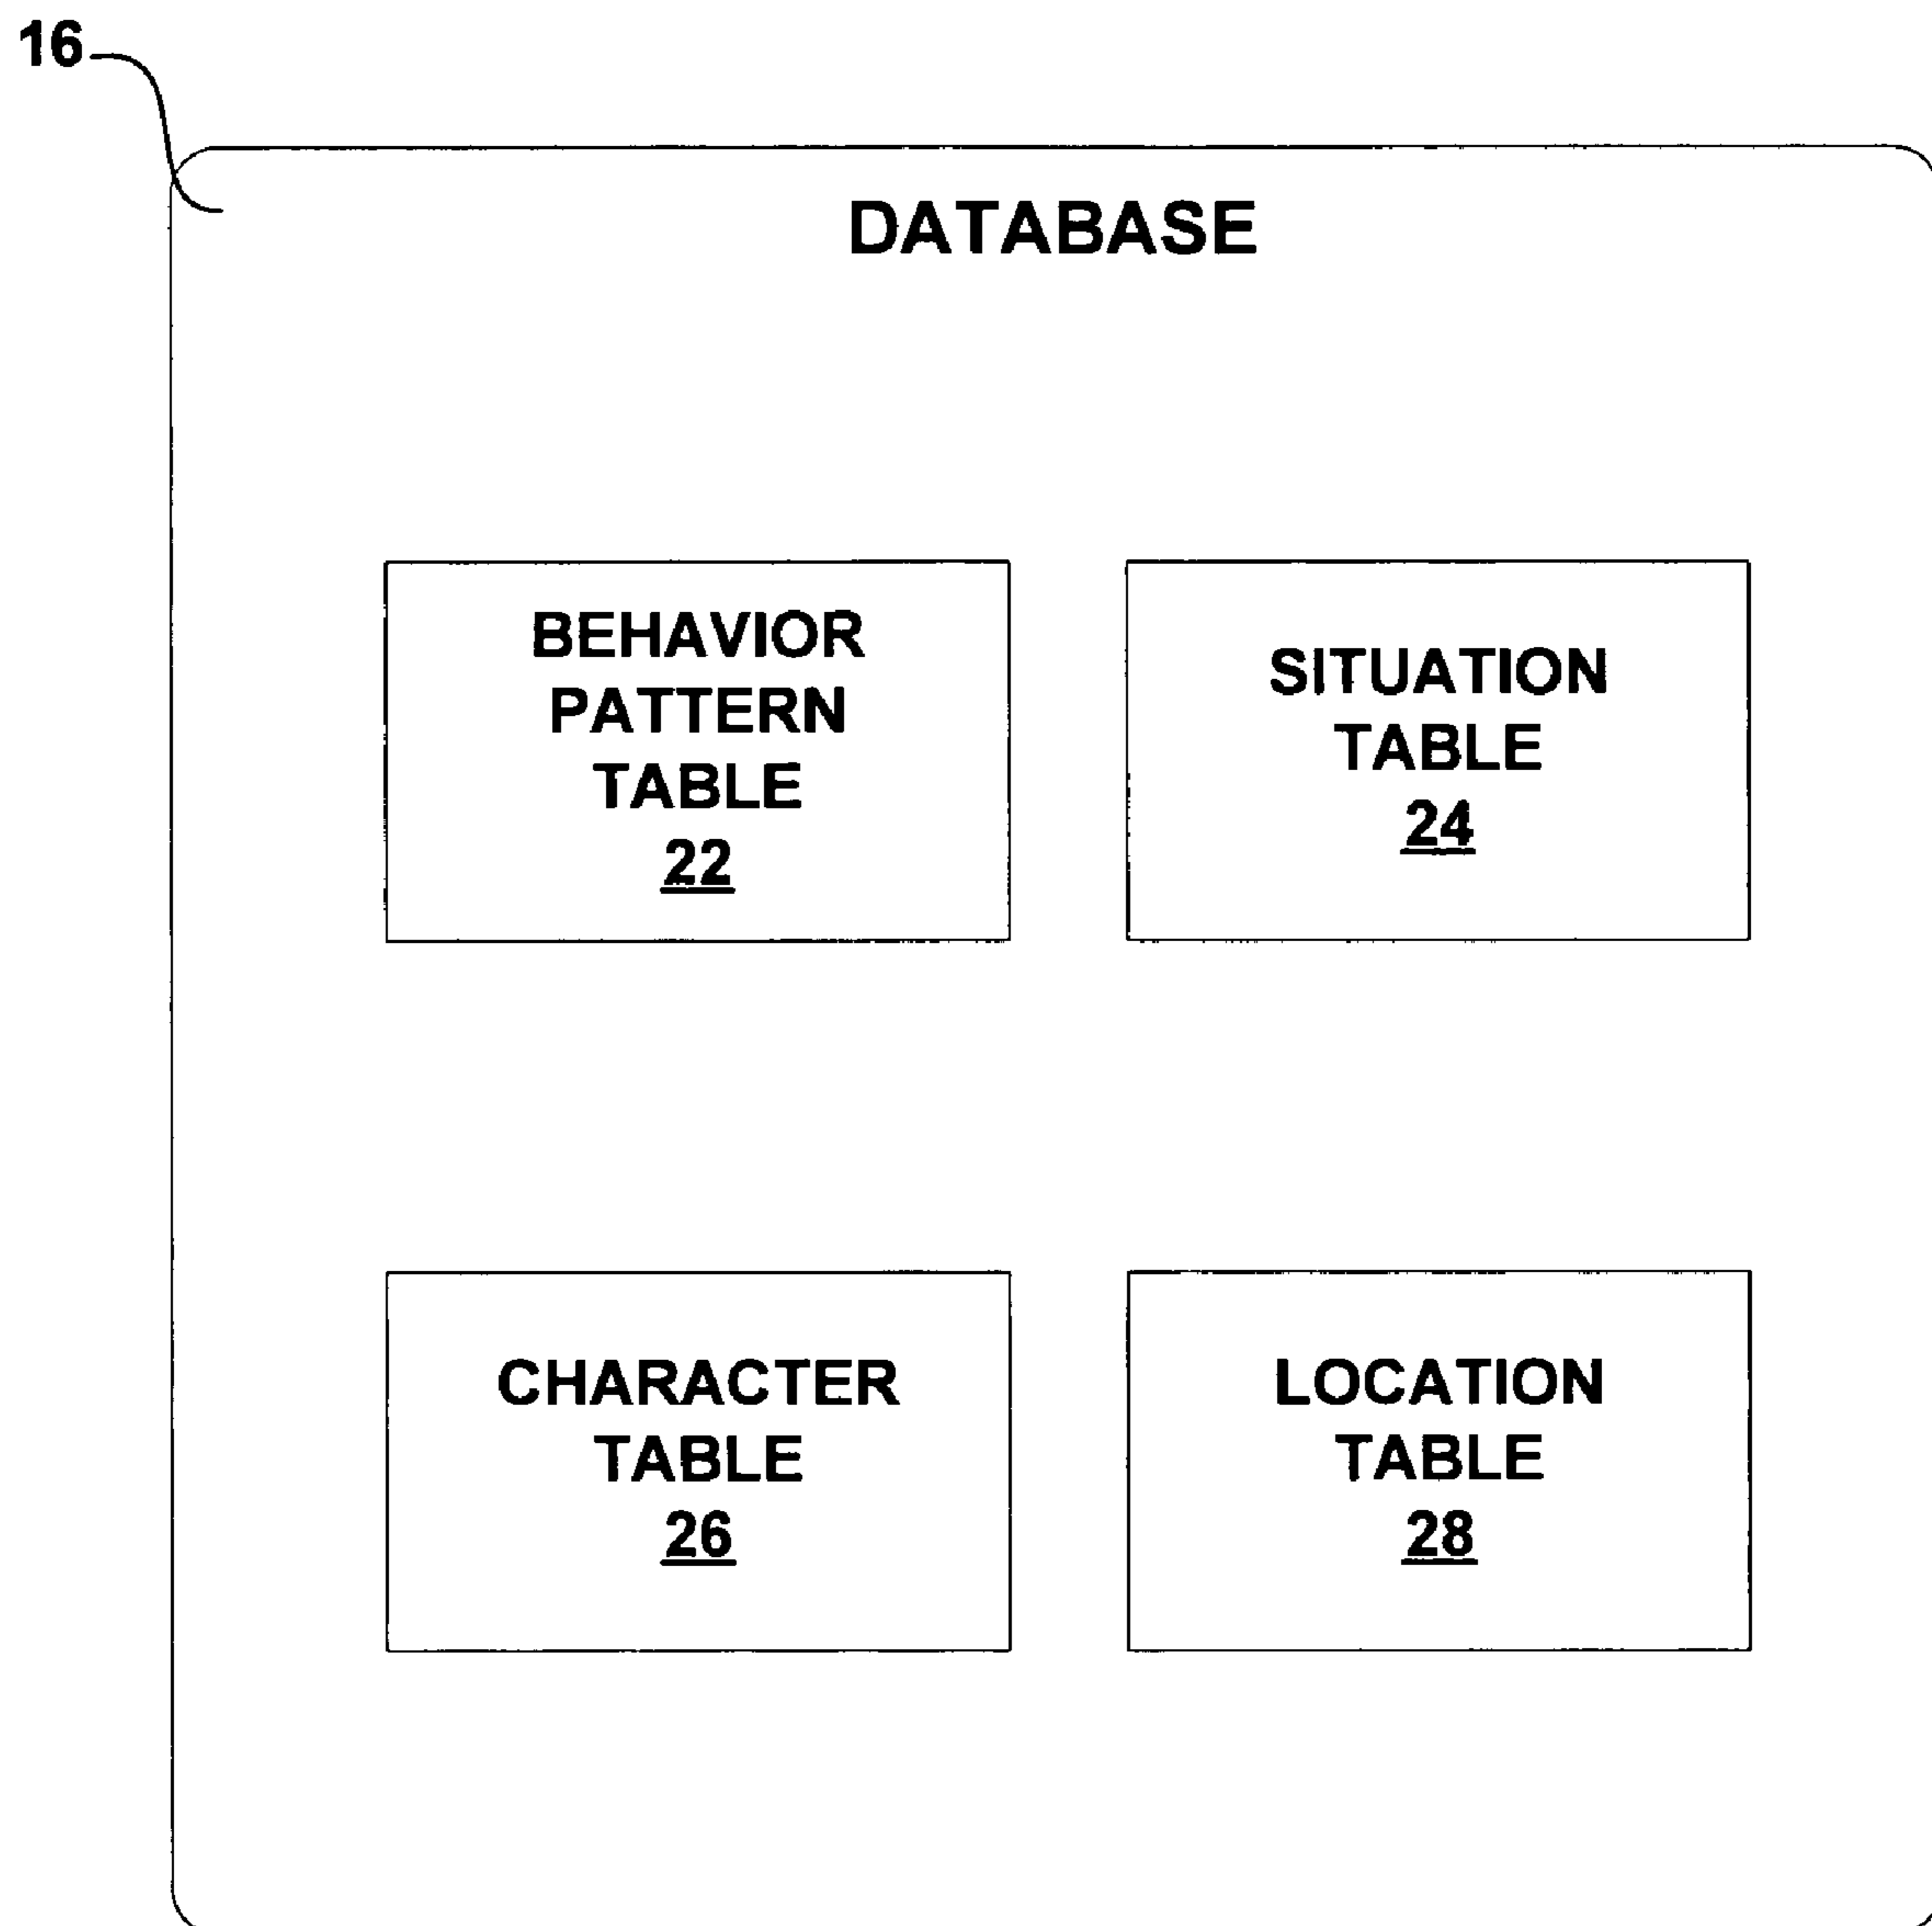 16
DATABASE
BEHAVIOR
PATTERN
TABLE
22
SITUATION
TABLE
24
CHARACTER
TABLE
26
LOCATION
TABLE
28